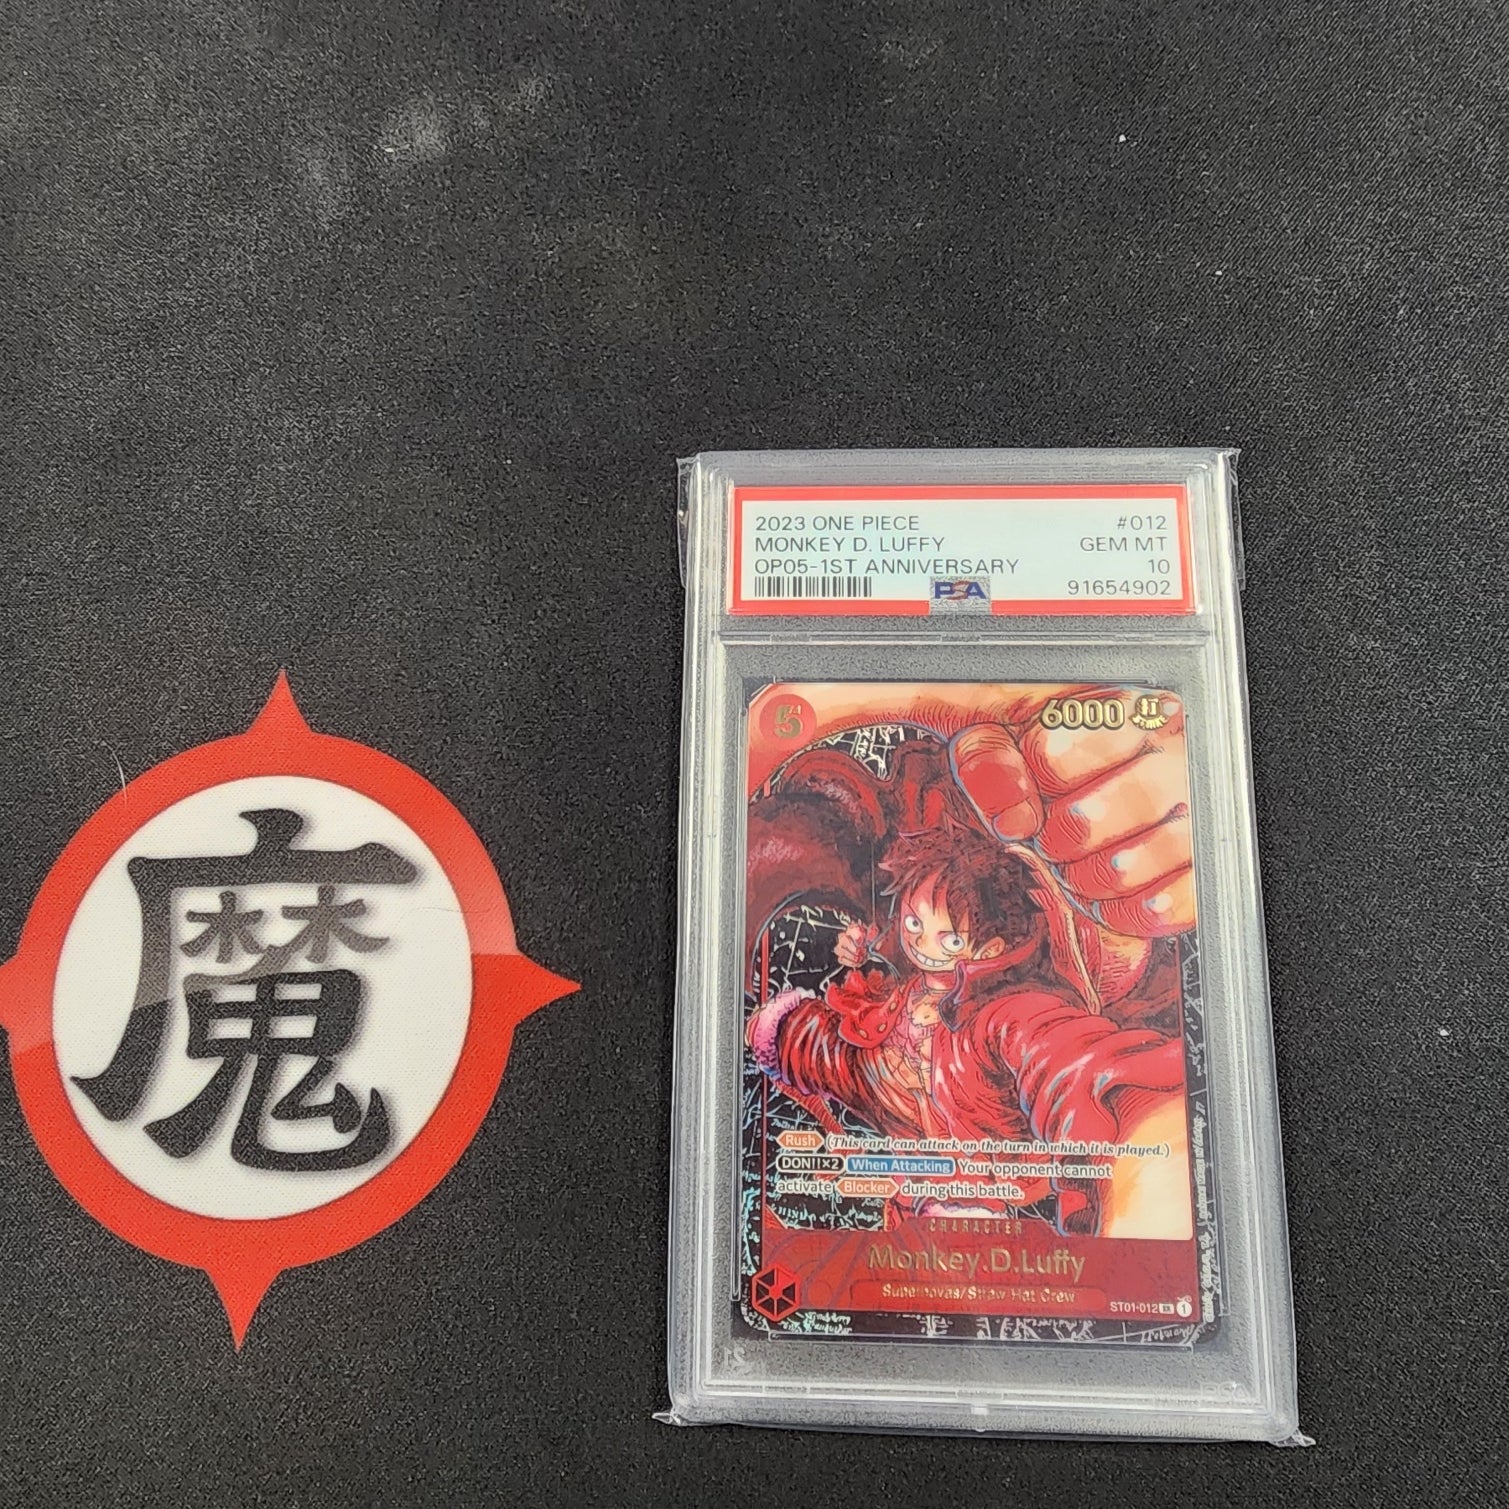 2023 ONE PIECE #012
MONKEY D. LUFFY GEM MT
OP05-1ST ANNIVERSARY 10
PSA 91654902
5
6000 打
魔
Rush (This card can attack on the turn in which it is played.)
DON!!×2 When Attacking Your opponent cannot
activate Blocker during this battle.
CHARACTER
Monkey.D.Luffy
Supernovas/Straw Hat Crew
ST01-012 1